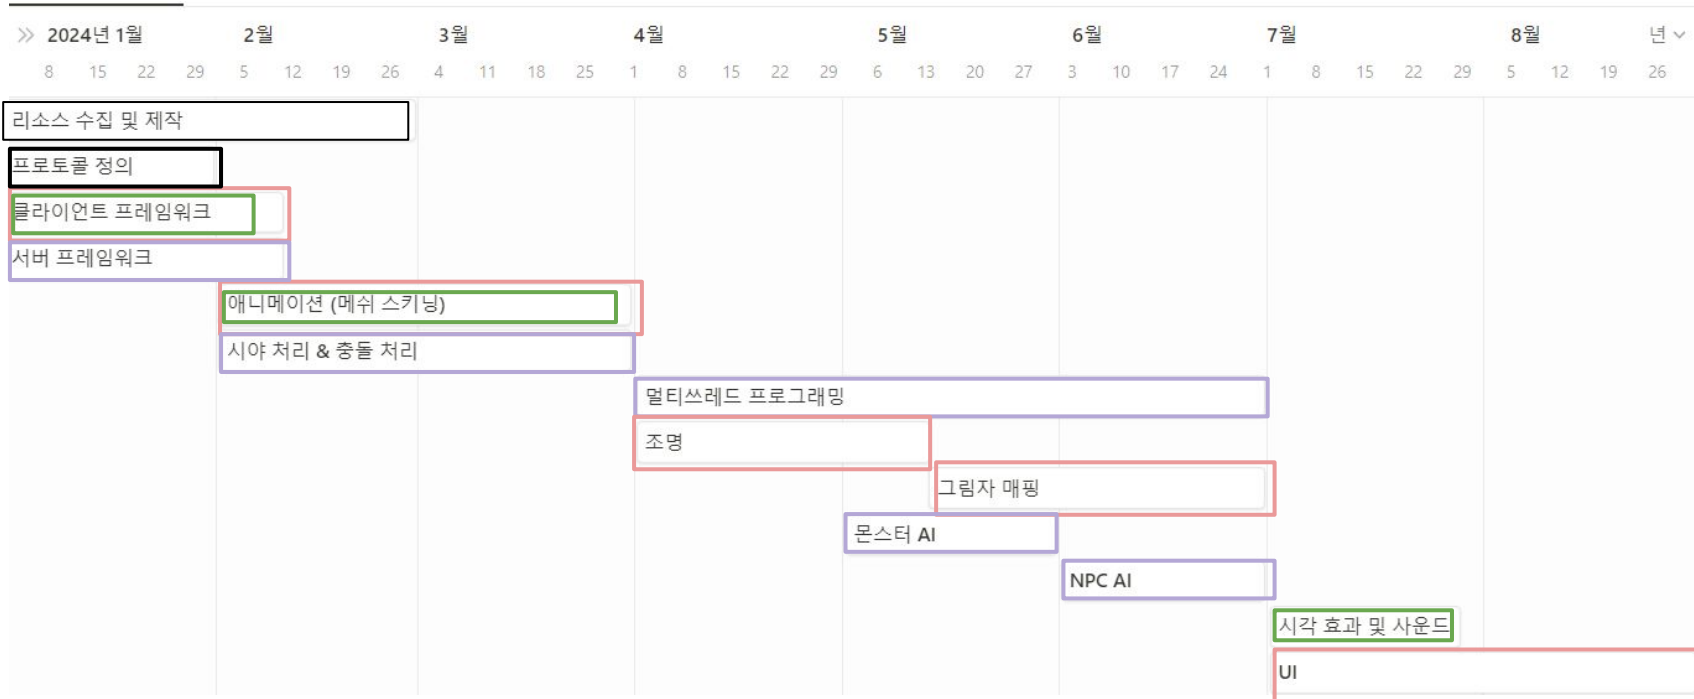 2024년 1월 2월 3월 4월 5월 6월 7월 8월 년
8 15 22 29 5 12 19 26 4 11 18 25 1 8 15 22 29 6 13 20 27 3 10 17 24 1 8 15 22 29 5 12 19 26
리소스 수집 및 제작
프로토콜 정의
클라이언트 프레임워크
서버 프레임워크
애니메이션 (메쉬 스키닝)
시야 처리 & 충돌 처리
멀티쓰레드 프로그래밍
조명
그림자 매핑
몬스터 AI
NPC AI
시각 효과 및 사운드
UI